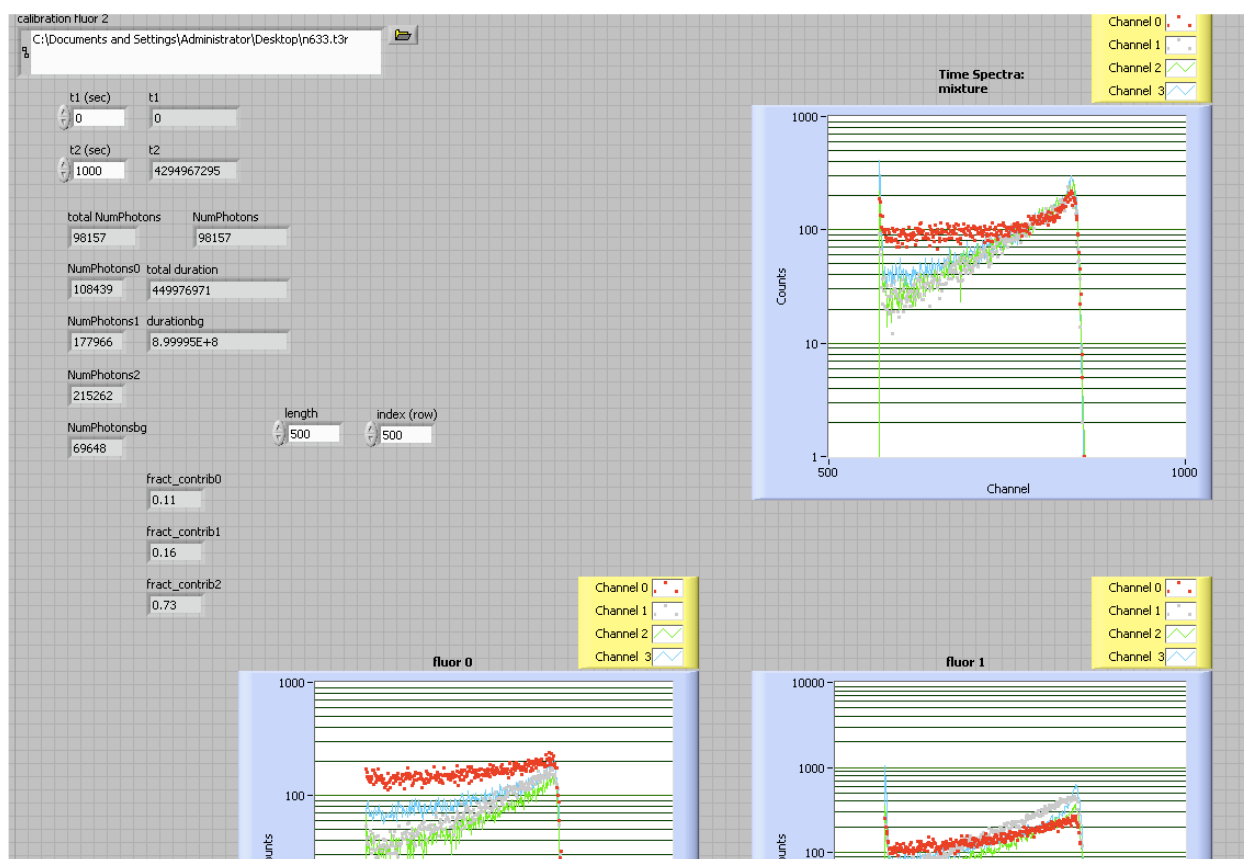 calibration fluor 2
C:\Documents and Settings\Administrator\Desktop\n633.t3r
t1 (sec) t1
0 0
t2 (sec) t2
1000 4294967295
total NumPhotons NumPhotons
98157 98157
NumPhotons0 total duration
108439 449976971
NumPhotons1 durationbg
177966 8.99995E+8
NumPhotons2
215262
NumPhotonsbg
69648
length index (row)
500 500
fract_contrib0
0.11
fract_contrib1
0.16
fract_contrib2
0.73
Channel 0
Channel 1
Channel 2
Channel 3
Time Spectra:
mixture
1000
100
10
1
Counts
500 1000
Channel
Channel 0
Channel 1
Channel 2
Channel 3
fluor 0
1000
100
Channel 0
Channel 1
Channel 2
Channel 3
fluor 1
10000
1000
100
Counts